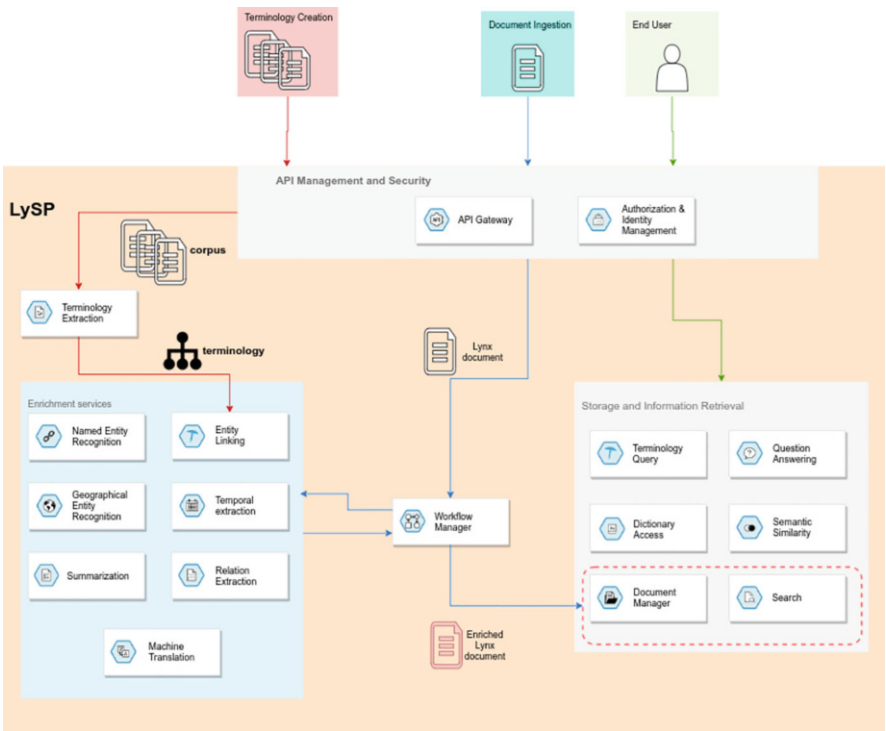 Terminology Creation
Document Ingestion
End User
API Management and Security
LySP
API Gateway
Authorization &
Identity
Management
corpus
Terminology
Extraction
terminology
Lynx
document
Enrichment services
Named Entity
Recognition
Entity
Linking
Geographical
Entity
Recognition
Temporal
extraction
Summarization
Relation
Extraction
Machine
Translation
Workflow
Manager
Enriched
Lynx
document
Storage and Information Retrieval
Terminology
Query
Question
Answering
Dictionary
Access
Semantic
Similarity
Document
Manager
Search